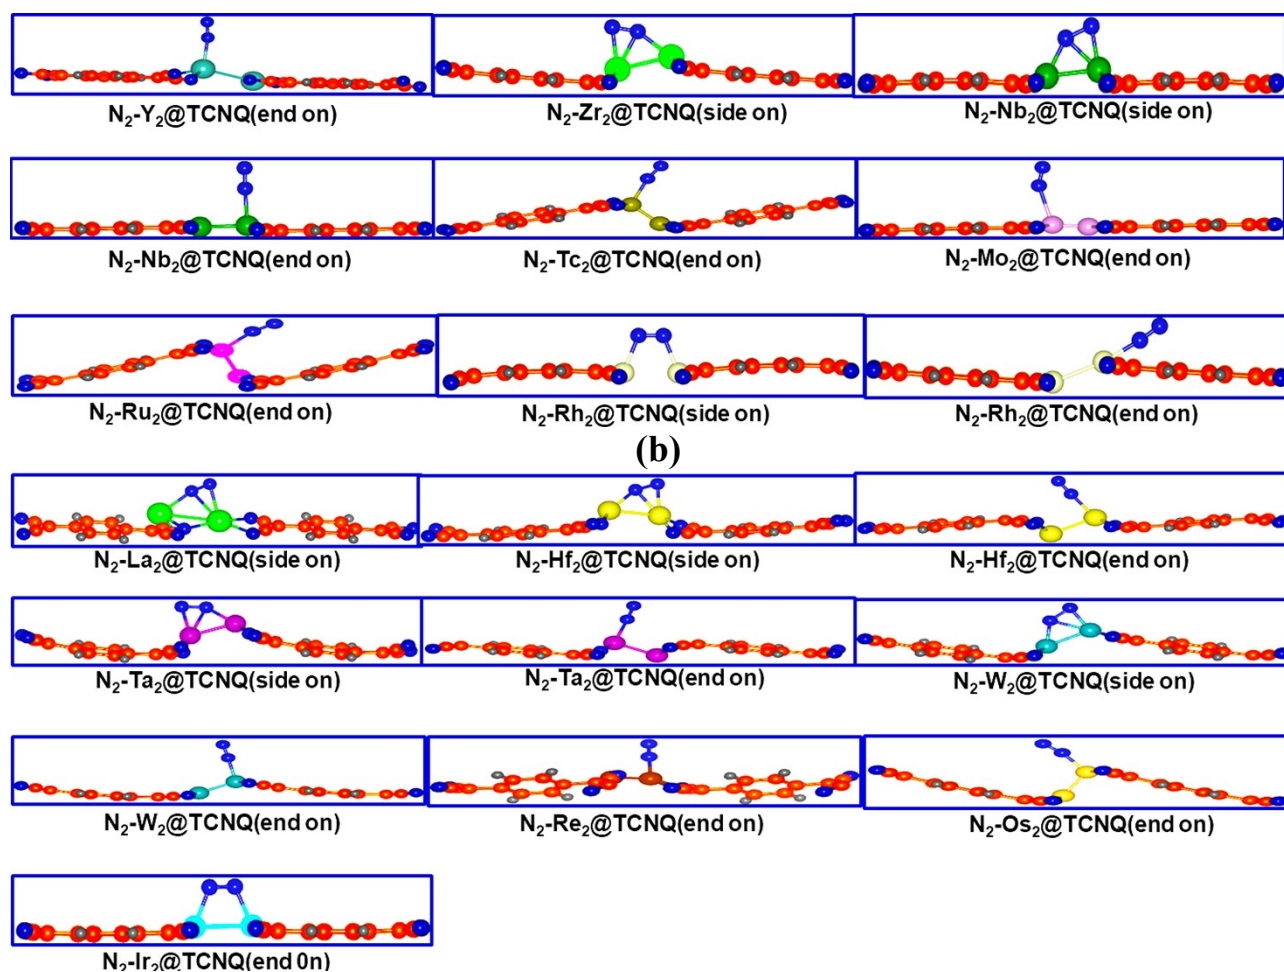 N₂-Y₂@TCNQ(end on)
N₂-Zr₂@TCNQ(side on)
N₂-Nb₂@TCNQ(side on)
N₂-Nb₂@TCNQ(end on)
N₂-Tc₂@TCNQ(end on)
N₂-Mo₂@TCNQ(end on)
N₂-Ru₂@TCNQ(end on)
N₂-Rh₂@TCNQ(side on)
N₂-Rh₂@TCNQ(end on)
(b)
N₂-La₂@TCNQ(side on)
N₂-Hf₂@TCNQ(side on)
N₂-Hf₂@TCNQ(end on)
N₂-Ta₂@TCNQ(side on)
N₂-Ta₂@TCNQ(end on)
N₂-W₂@TCNQ(side on)
N₂-W₂@TCNQ(end on)
N₂-Re₂@TCNQ(end on)
N₂-Os₂@TCNQ(end on)
N₂-Ir₂@TCNQ(end 0n)